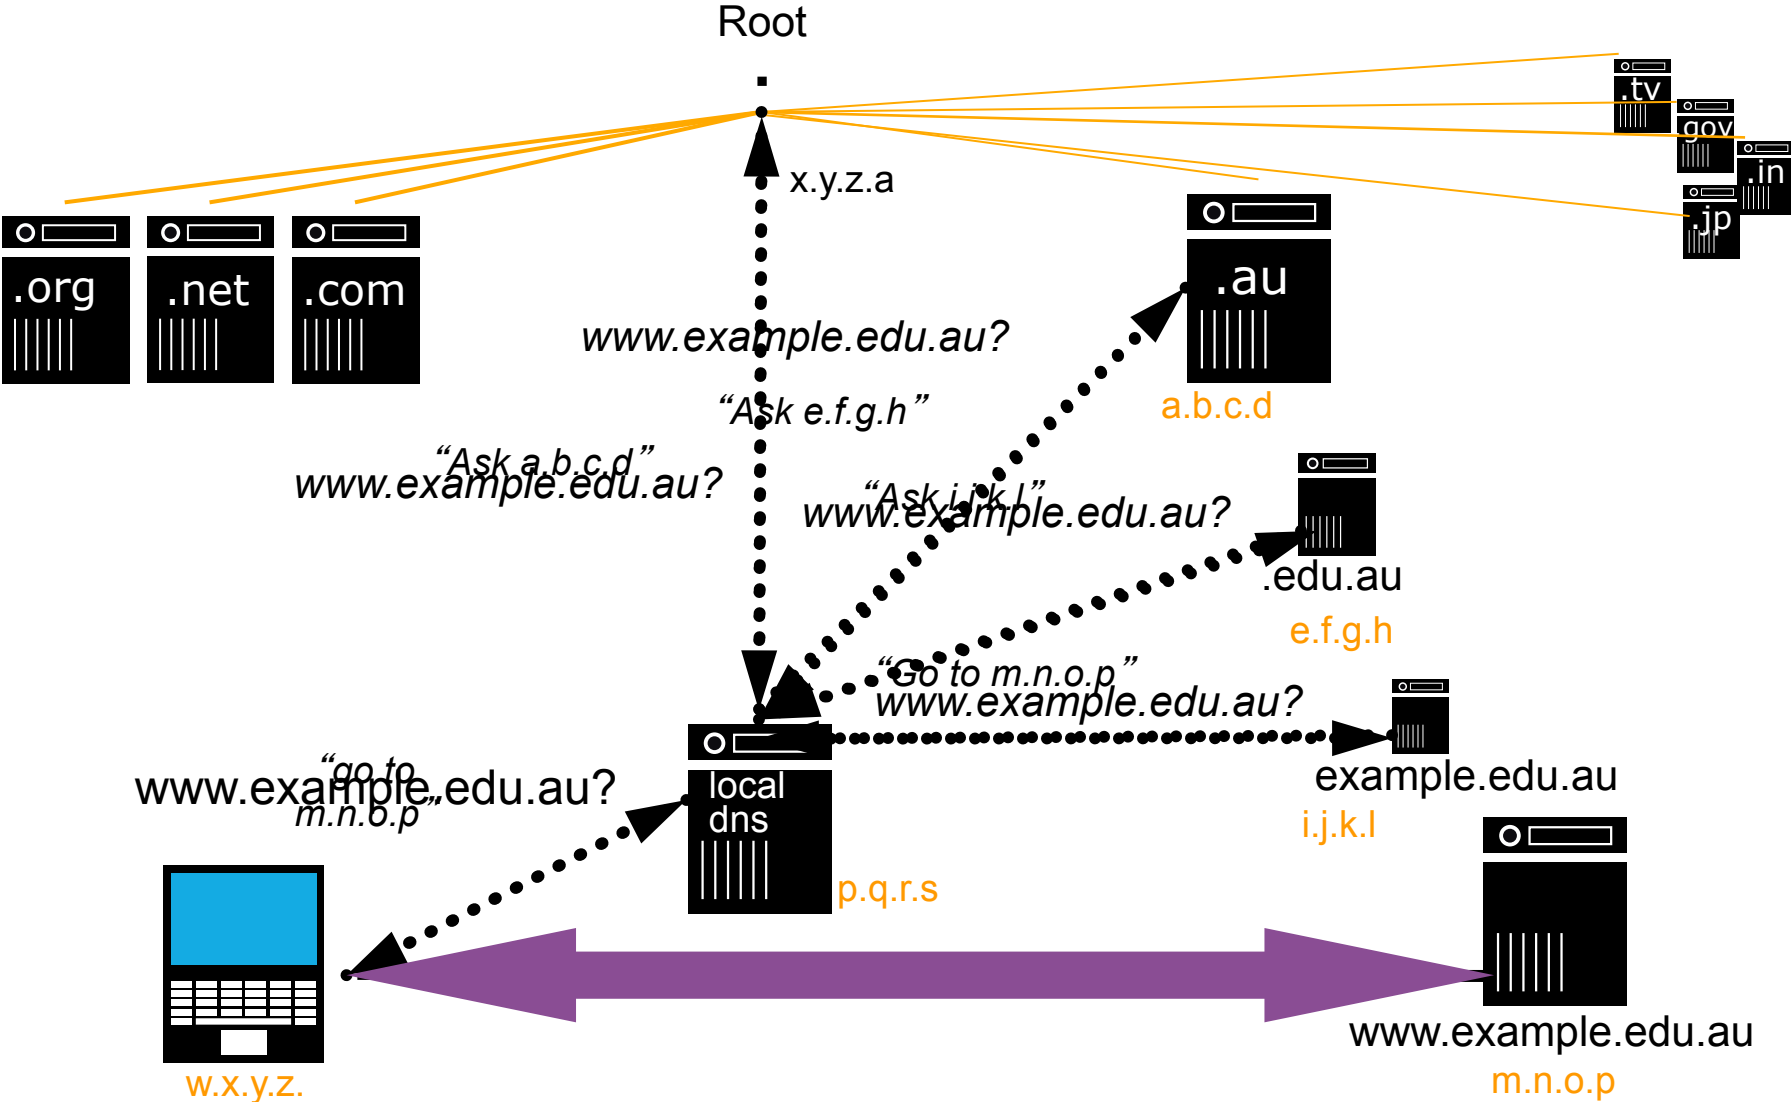 Root
.
.tv
gov
.in
.jp
x.y.z.a
.org
.net
.com
.au
www.example.edu.au?
“Ask e.f.g.h”
a.b.c.d
“Ask a.b.c.d”
www.example.edu.au?
“Ask i.j.k.l”
www.example.edu.au?
.edu.au
e.f.g.h
“Go to m.n.o.p”
www.example.edu.au?
“go to
m.n.o.p”
www.example.edu.au?
local
dns
example.edu.au
i.j.k.l
p.q.r.s
www.example.edu.au
w.x.y.z.
m.n.o.p